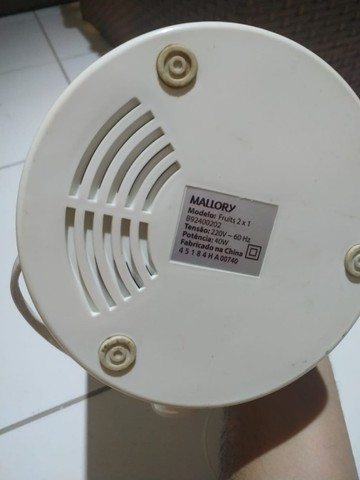 MALLORY
Modelo: Fruits 2 x 1
B92400202
Tensão: 220V ~ 60 Hz
Potência: 40W
Fabricado na China
4 5 1 8 4 H A 00740